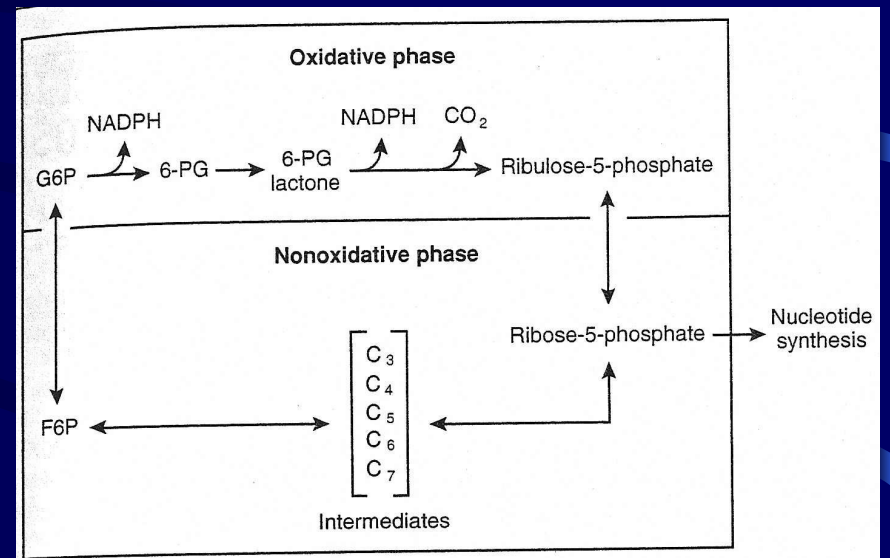 Oxidative phase
NADPH
NADPH
CO2
G6P
6-PG
6-PG
lactone
Ribulose-5-phosphate
Nonoxidative phase
Ribose-5-phosphate
Nucleotide
synthesis
F6P
C3
C4
C5
C6
C7
Intermediates